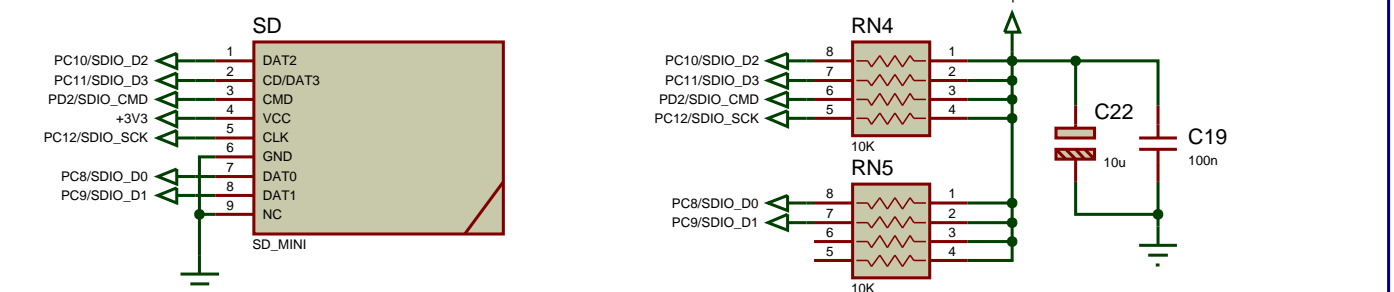 SD
PC10/SDIO_D2 1 DAT2
PC11/SDIO_D3 2 CD/DAT3
PD2/SDIO_CMD 3 CMD
+3V3 4 VCC
PC12/SDIO_SCK 5 CLK
6 GND
PC8/SDIO_D0 7 DAT0
PC9/SDIO_D1 8 DAT1
9 NC
SD_MINI
RN4
PC10/SDIO_D2 8 1
PC11/SDIO_D3 7 2
PD2/SDIO_CMD 6 3
PC12/SDIO_SCK 5 4
10K
RN5
PC8/SDIO_D0 8 1
PC9/SDIO_D1 7 2
6 3
5 4
10K
C22
10u
C19
100n